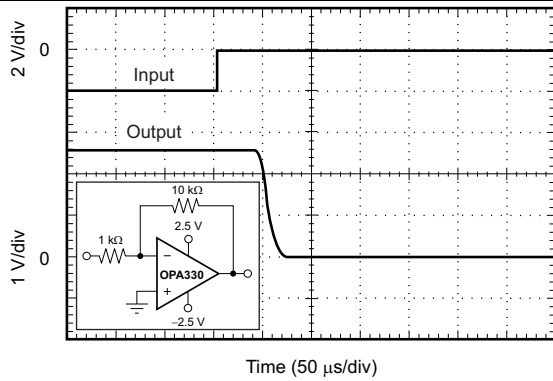 2 V/div
0
Input
Output
1 V/div
0
10 kΩ
2.5 V
1 kΩ
−
OPA330
+
−2.5 V
Time (50 μs/div)